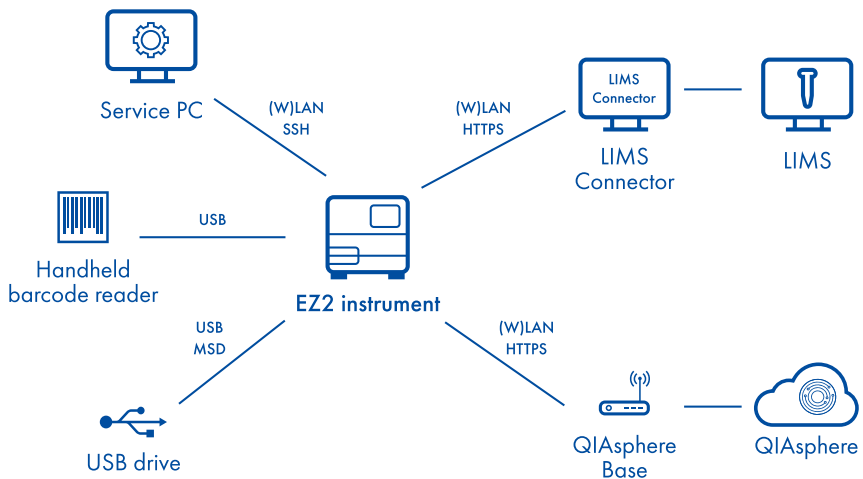 Service PC
(W)LAN
SSH
(W)LAN
HTTPS
LIMS
Connector
LIMS
Connector
LIMS
Handheld
barcode reader
USB
EZ2 instrument
USB
MSD
USB drive
(W)LAN
HTTPS
QIAsphere
Base
QIAsphere